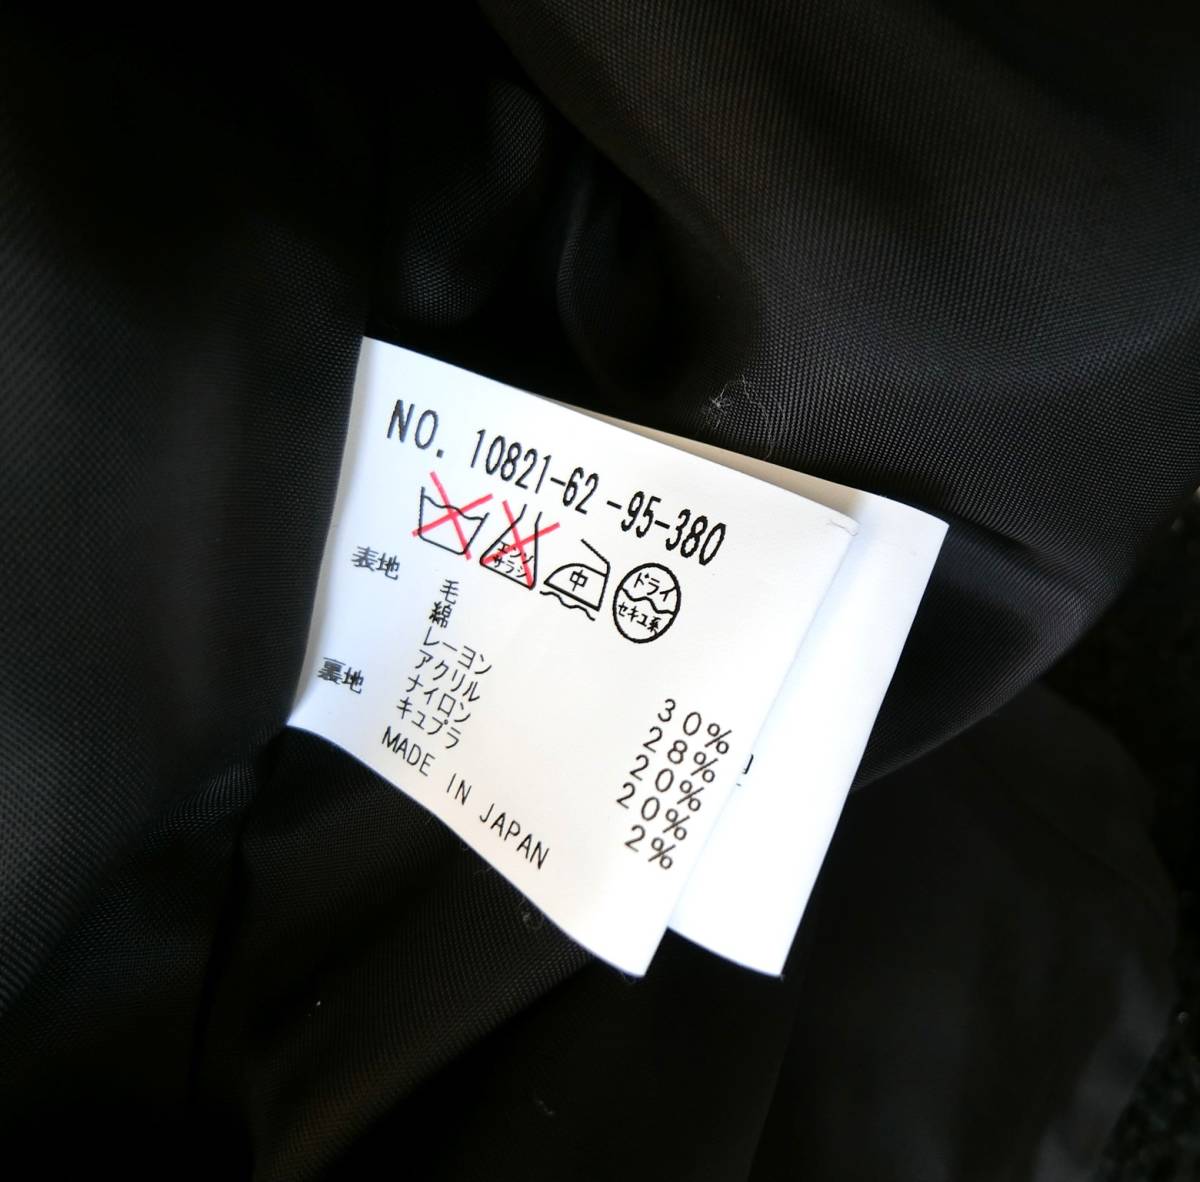 NO. 10821-62-95-380
エンソ
サラシ
中
ドライ
セキユ系
表地 毛 30%
綿 28%
レーヨン 20%
アクリル 20%
ナイロン 2%
裏地 キュプラ
MADE IN JAPAN